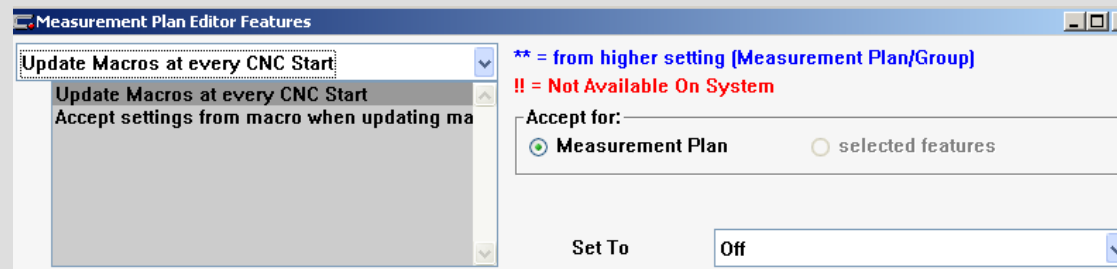 Measurement Plan Editor Features
Update Macros at every CNC Start
Update Macros at every CNC Start
Accept settings from macro when updating ma
** = from higher setting (Measurement Plan/Group)
!! = Not Available On System
Accept for:
Measurement Plan
selected features
Set To
Off